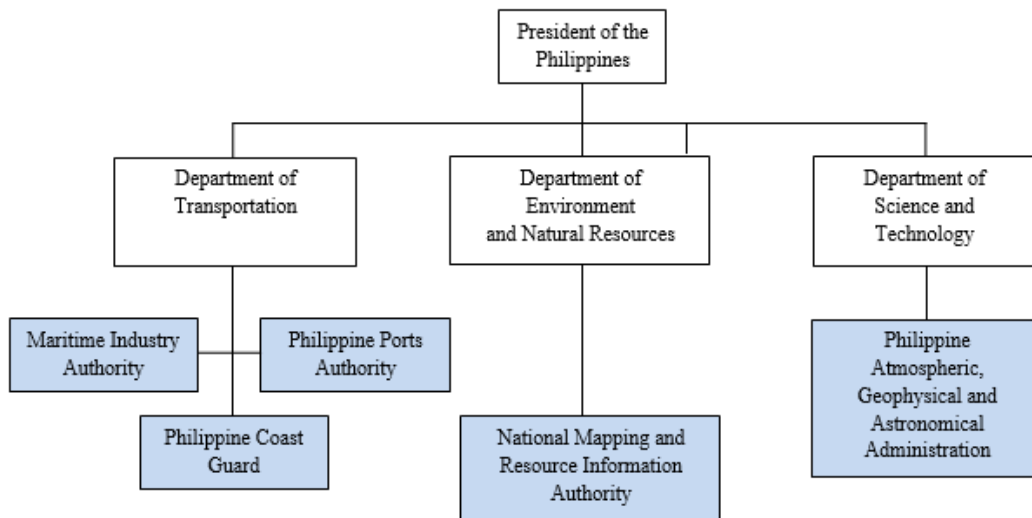 President of the
Philippines
Department of
Transportation
Department of
Environment
and Natural Resources
Department of
Science and
Technology
Maritime Industry
Authority
Philippine Ports
Authority
Philippine Coast
Guard
National Mapping and
Resource Information
Authority
Philippine
Atmospheric,
Geophysical and
Astronomical
Administration